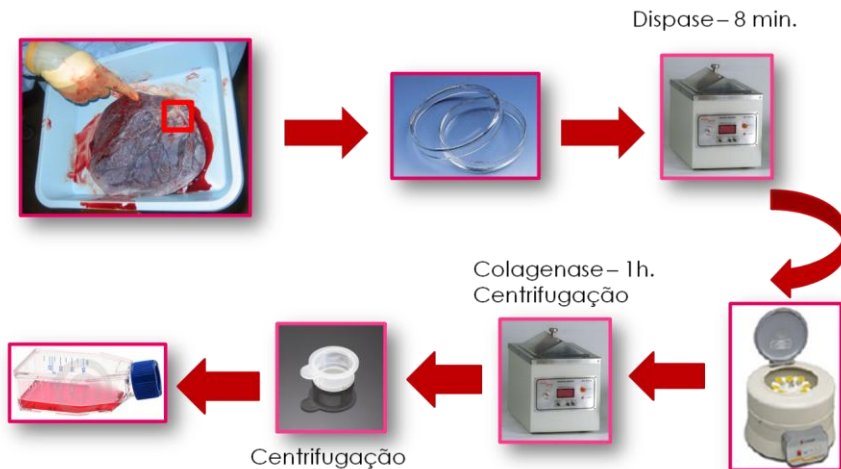 Dispase – 8 min.
Colagenase – 1h.
Centrifugação
Centrifugação